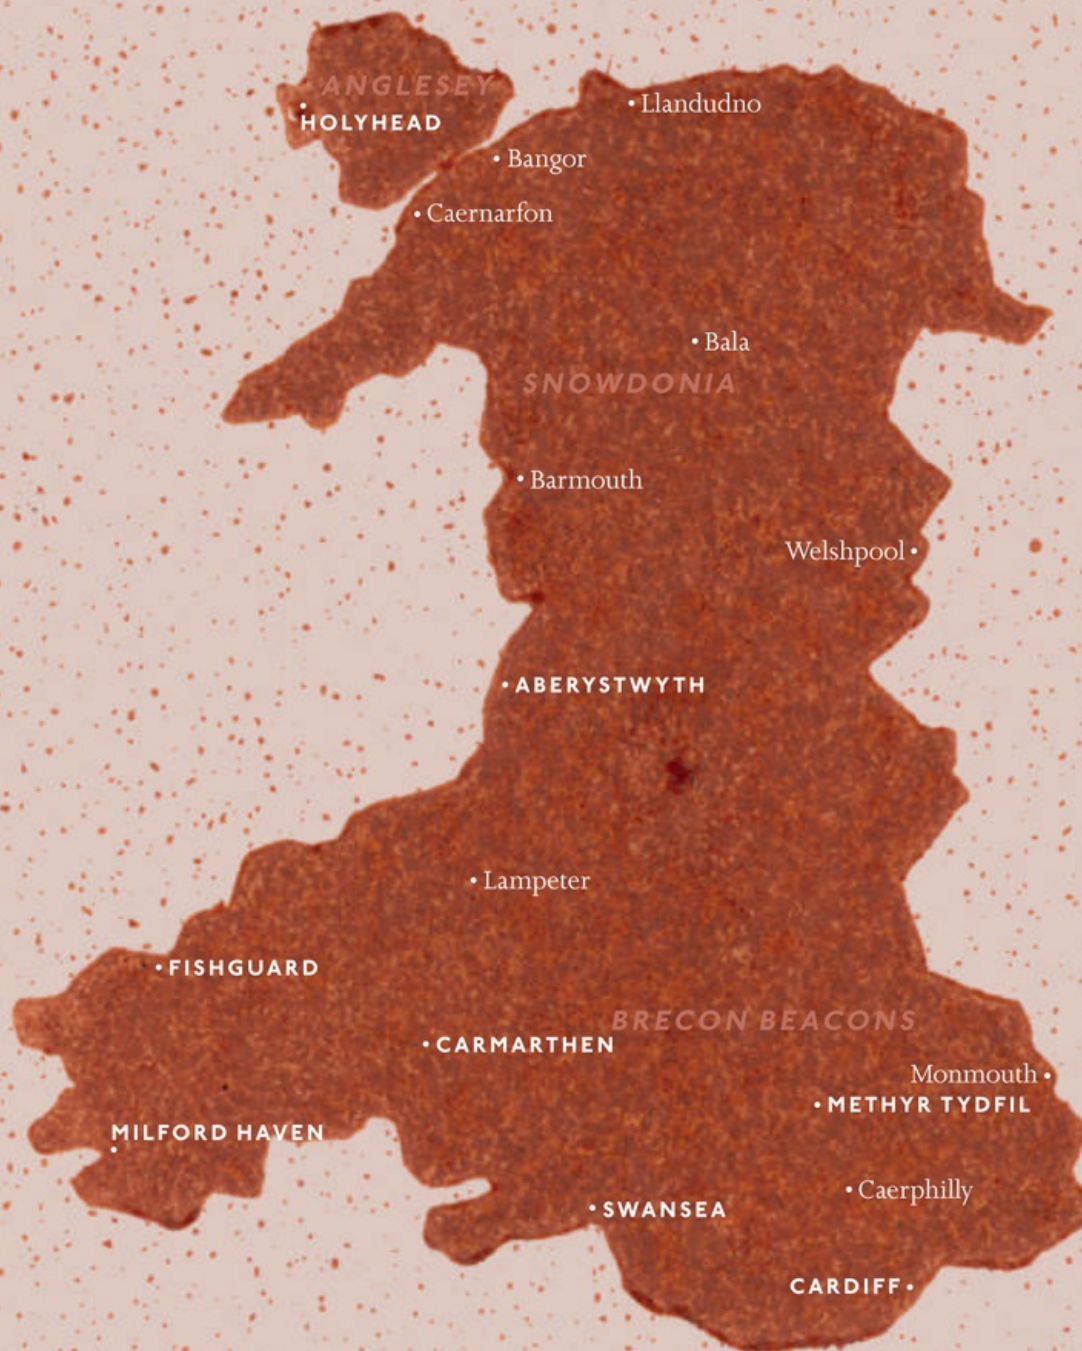 ANGLESEY
Llandudno
HOLYHEAD
Bangor
Caernarfon
Bala
SNOWDONIA
Barmouth
Welshpool
ABERYSTWYTH
Lampeter
FISHGUARD
BRECON BEACONS
CARMARTHEN
Monmouth
METHYR TYDFIL
MILFORD HAVEN
Caerphilly
SWANSEA
CARDIFF